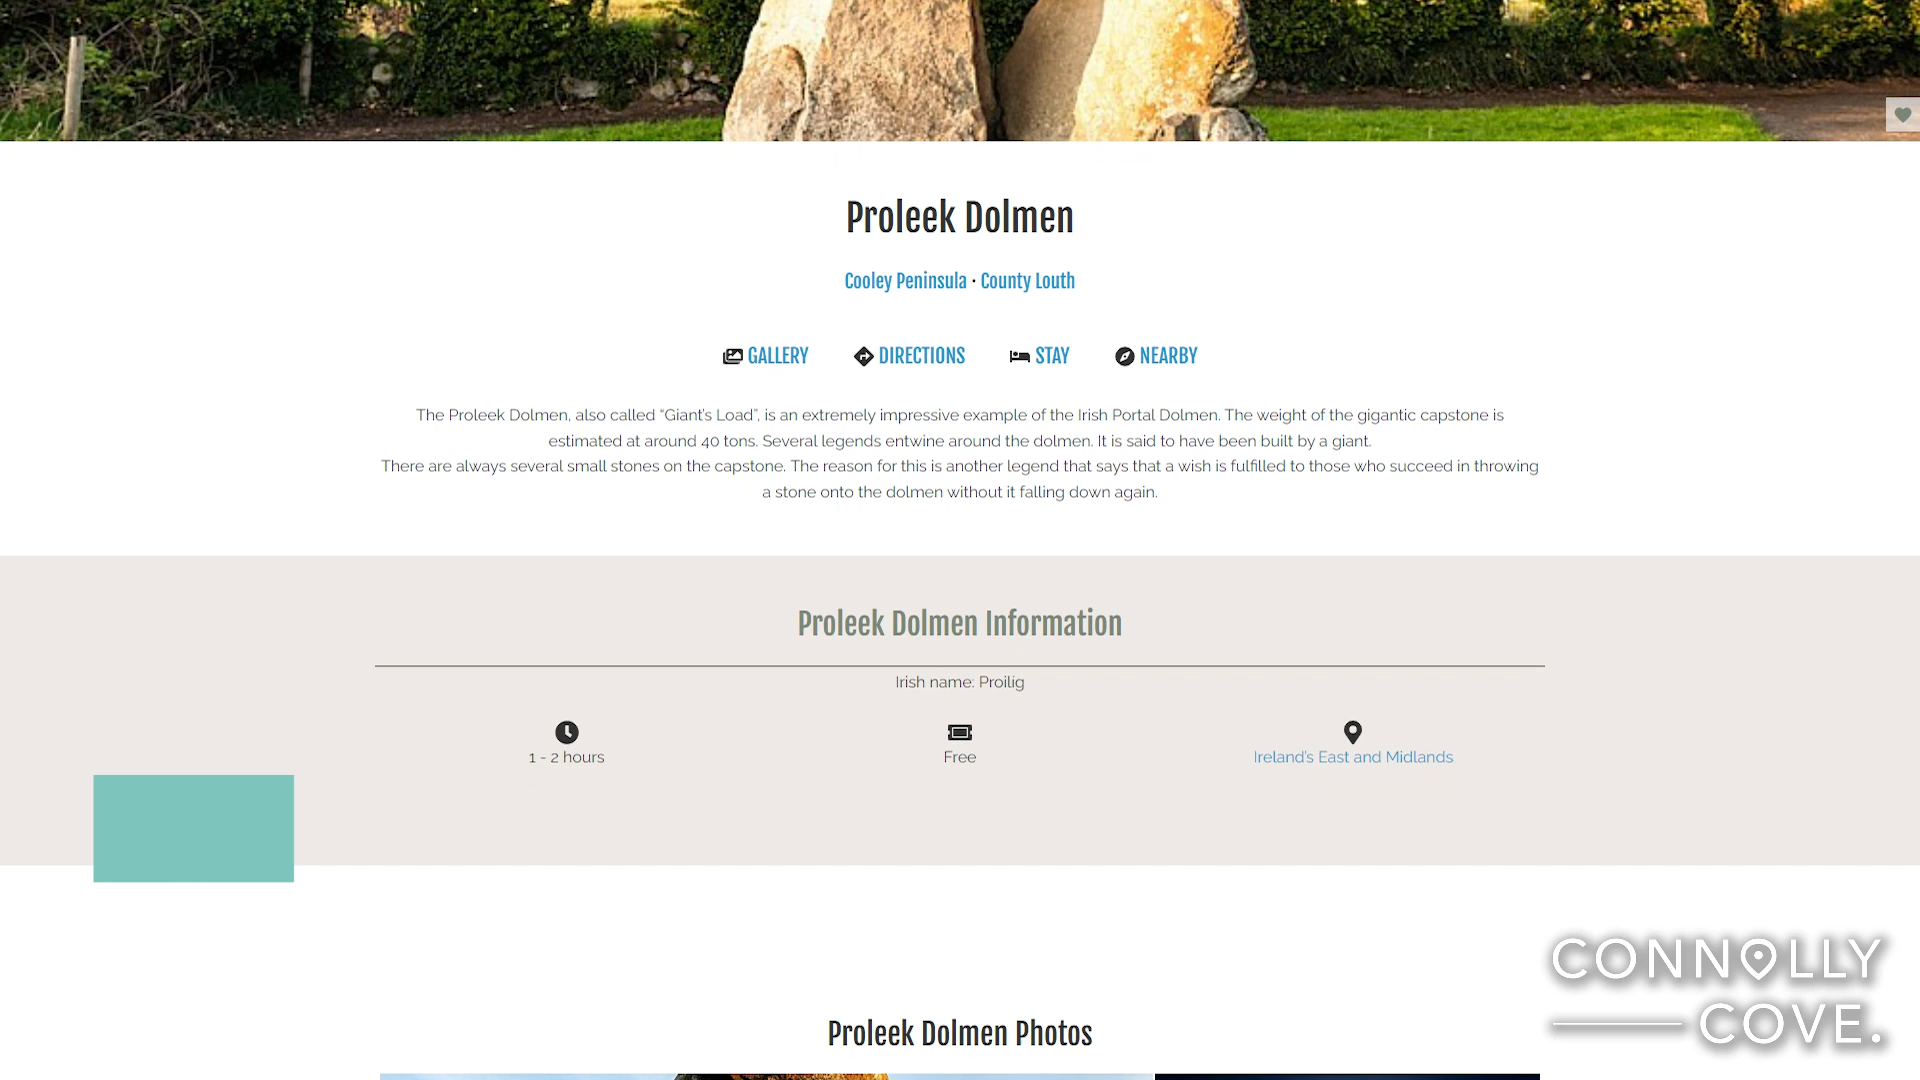 Proleek Dolmen
Cooley Peninsula · County Louth
GALLERY DIRECTIONS STAY NEARBY
The Proleek Dolmen, also called “Giant’s Load”, is an extremely impressive example of the Irish Portal Dolmen. The weight of the gigantic capstone is
estimated at around 40 tons. Several legends entwine around the dolmen. It is said to have been built by a giant.
There are always several small stones on the capstone. The reason for this is another legend that says that a wish is fulfilled to those who succeed in throwing
a stone onto the dolmen without it falling down again.
Proleek Dolmen Information
Irish name: Proilíg
1 - 2 hours
Free
Ireland’s East and Midlands
Proleek Dolmen Photos
CONNOLLY
COVE.